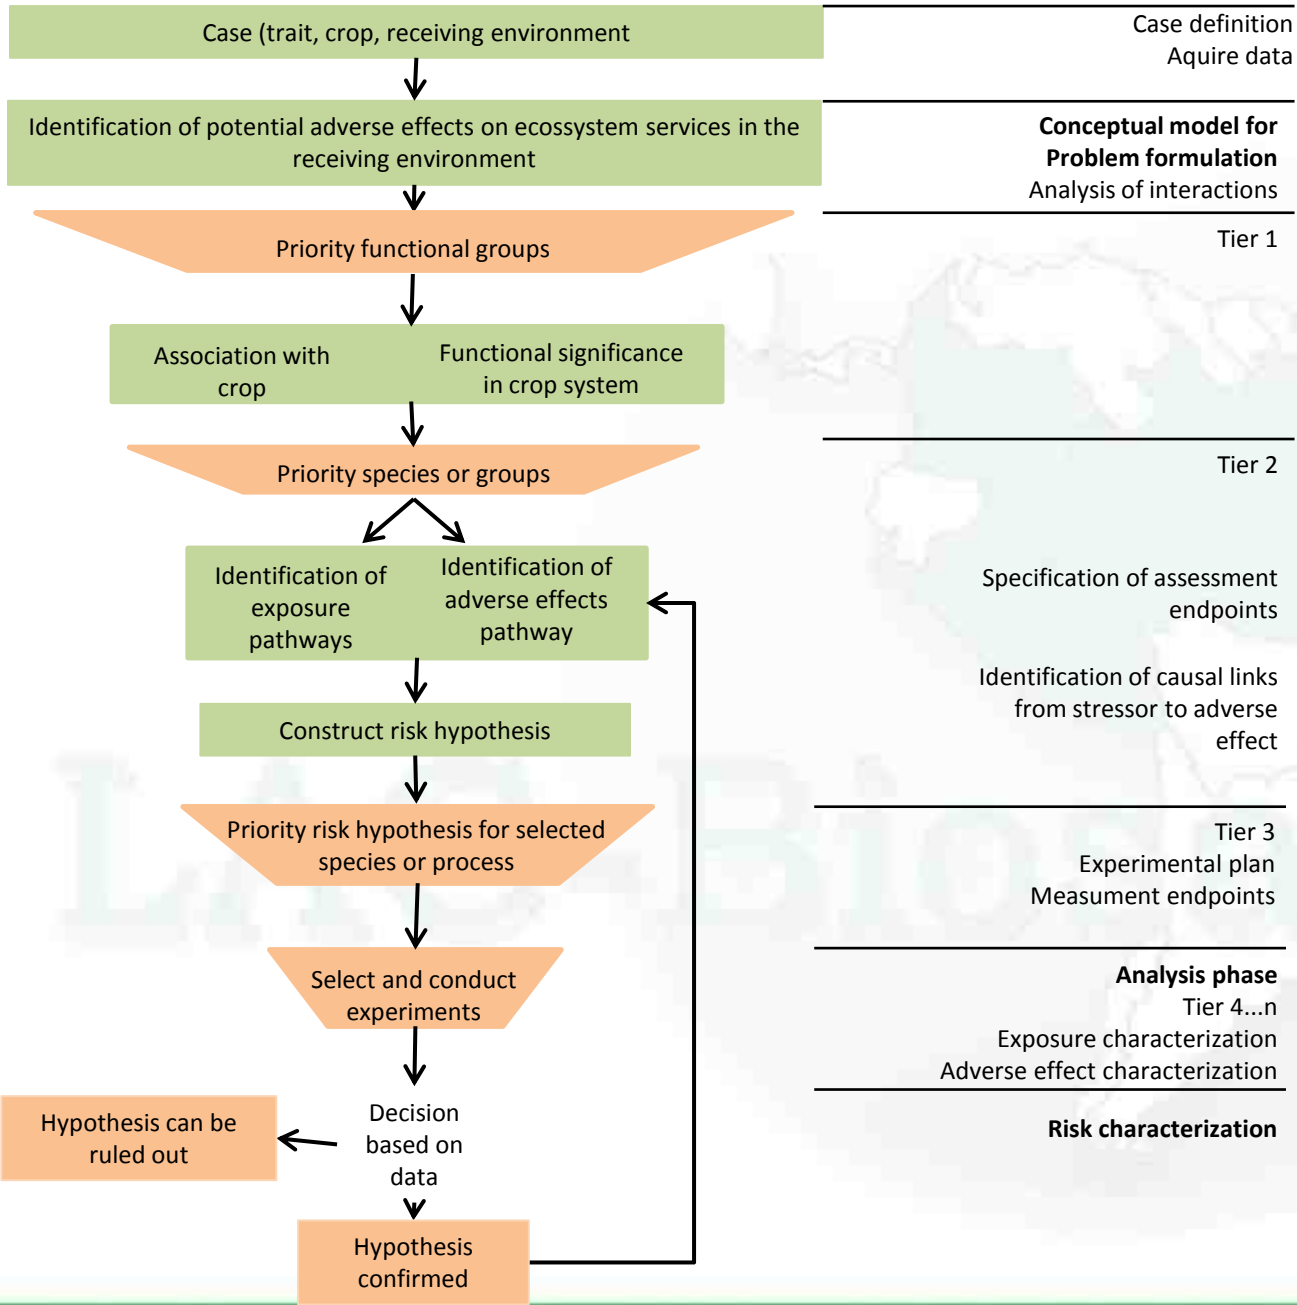 Case (trait, crop, receiving environment
Case definition
Aquire data
Identification of potential adverse effects on ecossystem services in the
receiving environment
Conceptual model for
Problem formulation
Analysis of interactions
Priority functional groups
Tier 1
Association with
crop
Functional significance
in crop system
Priority species or groups
Tier 2
Identification of
exposure
pathways
Identification of
adverse effects
pathway
Specification of assessment
endpoints
Identification of causal links
from stressor to adverse
effect
Construct risk hypothesis
Priority risk hypothesis for selected
species or process
Tier 3
Experimental plan
Measument endpoints
Select and conduct
experiments
Analysis phase
Tier 4...n
Exposure characterization
Adverse effect characterization
Hypothesis can be
ruled out
Decision
based on
data
Risk characterization
Hypothesis
confirmed
LAC Biosa